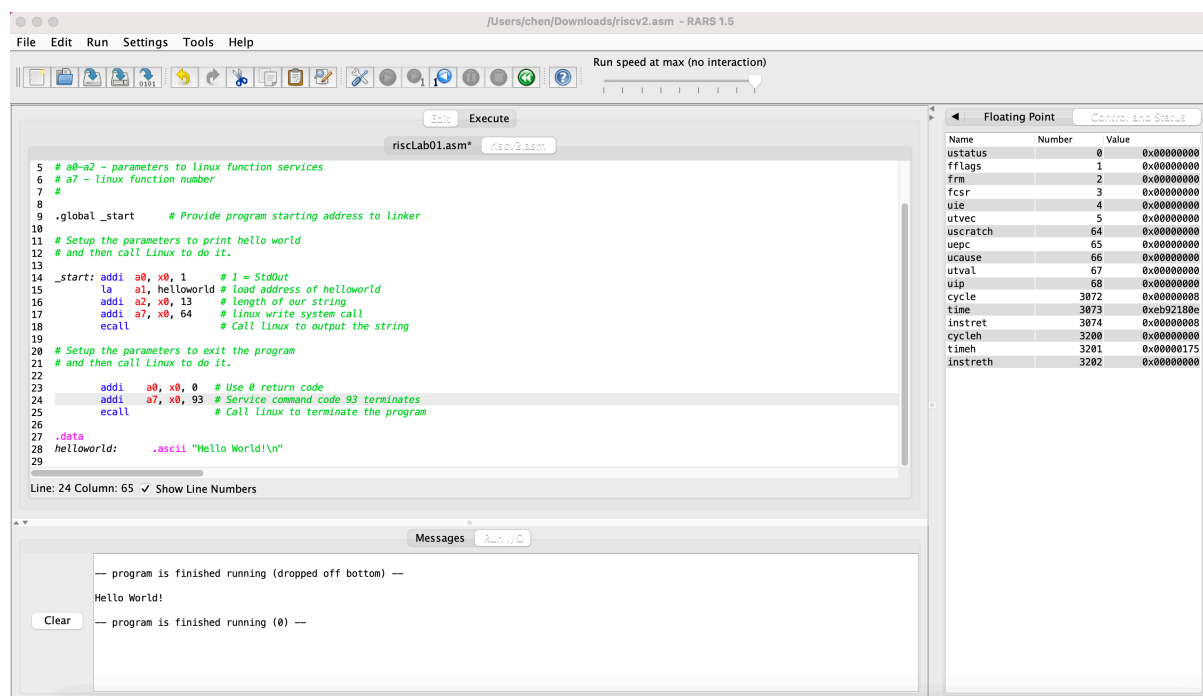 /Users/chen/Downloads/riscv2.asm - RARS 1.5
File Edit Run Settings Tools Help
Run speed at max (no interaction)
0101
1
1
Edit Execute
riscLab01.asm* riscv2.asm
5 # a0-a2 - parameters to linux function services
6 # a7 - linux function number
7 #
8
9 .global _start # Provide program starting address to linker
10
11 # Setup the parameters to print hello world
12 # and then call Linux to do it.
13
14 _start: addi a0, x0, 1 # 1 = StdOut
15 la a1, helloworld # load address of helloworld
16 addi a2, x0, 13 # length of our string
17 addi a7, x0, 64 # linux write system call
18 ecall # Call linux to output the string
19
20 # Setup the parameters to exit the program
21 # and then call Linux to do it.
22
23 addi a0, x0, 0 # Use 0 return code
24 addi a7, x0, 93 # Service command code 93 terminates
25 ecall # Call linux to terminate the program
26
27 .data
28 helloworld: .ascii "Hello World!\n"
29
Line: 24 Column: 65 Show Line Numbers
Messages Run I/O
-- program is finished running (dropped off bottom) --
Hello World!
-- program is finished running (0) --
Clear
Floating Point Control and Status
Name Number Value
ustatus 0 0x00000000
fflags 1 0x00000000
frm 2 0x00000000
fcsr 3 0x00000000
uie 4 0x00000000
utvec 5 0x00000000
uscratch 64 0x00000000
uepc 65 0x00000000
ucause 66 0x00000000
utval 67 0x00000000
uip 68 0x00000000
cycle 3072 0x00000008
time 3073 0xeb92180e
instret 3074 0x00000008
cycleh 3200 0x00000000
timeh 3201 0x00000175
instreth 3202 0x00000000